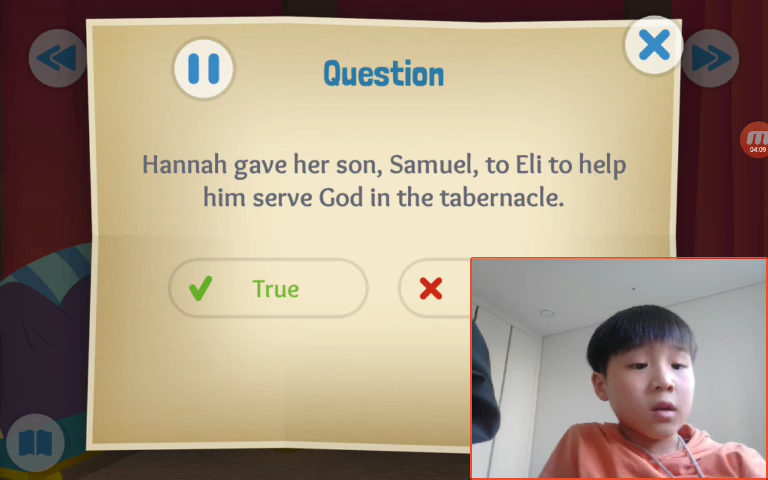 Question
Hannah gave her son, Samuel, to Eli to help
him serve God in the tabernacle.
True
04:09